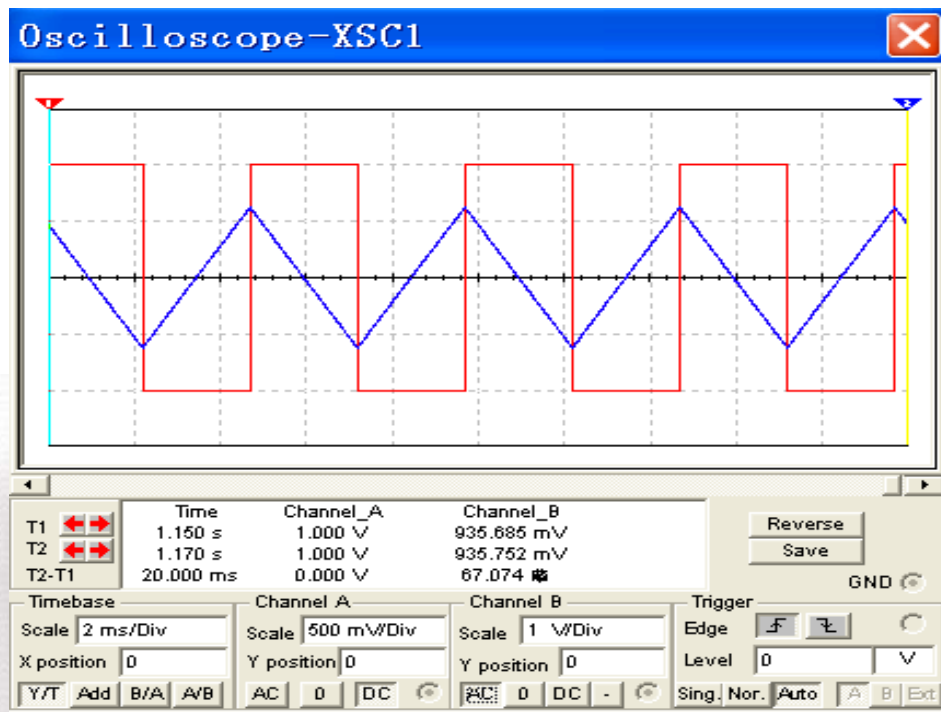 Oscilloscope-XSC1
1 2
Time Channel_A Channel_B
T1 1.150 s 1.000 V 935.685 mV
T2 1.170 s 1.000 V 935.752 mV
T2-T1 20.000 ms 0.000 V 67.074
Reverse
Save
GND
Timebase Channel A Channel B Trigger
Scale 2 ms/Div Scale 500 mV/Div Scale 1 V/Div Edge
X position 0 Y position 0 Y position 0 Level 0 V
Y/T Add B/A A/B AC 0 DC AC 0 DC - Sing. Nor. Auto A B Ext